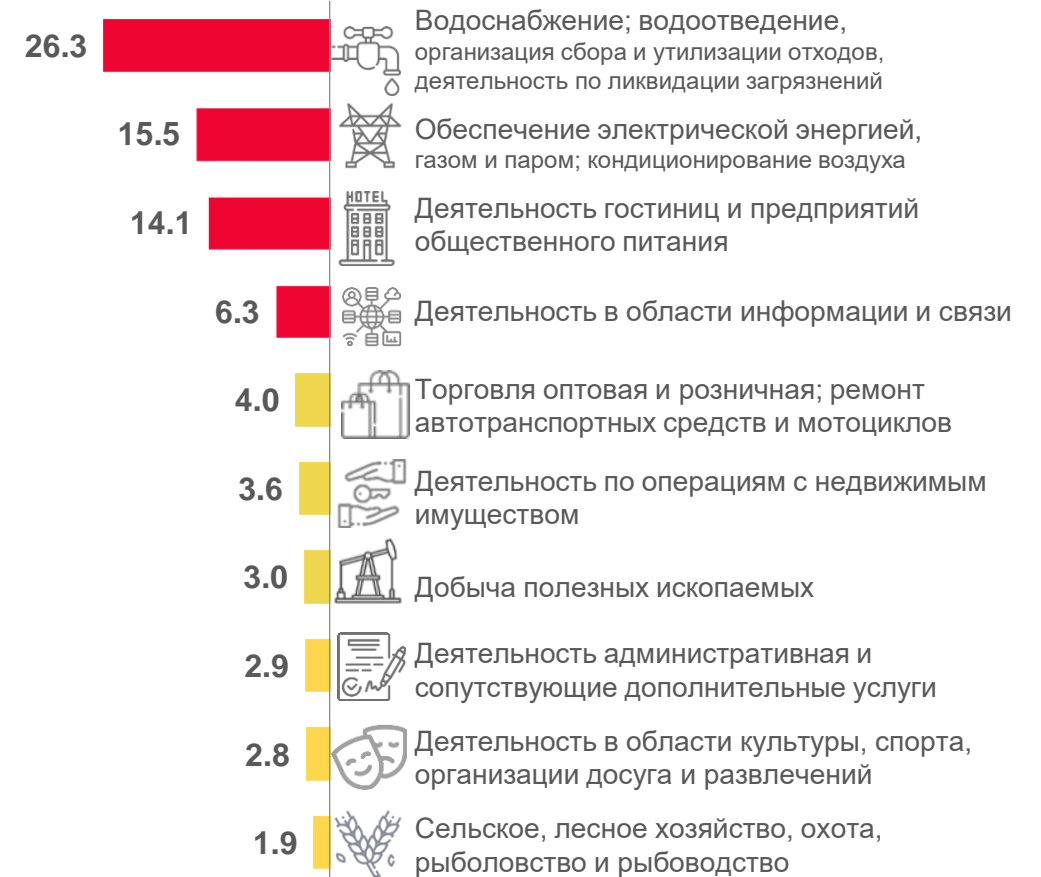 26.3
Водоснабжение; водоотведение,
организация сбора и утилизации отходов,
деятельность по ликвидации загрязнений
15.5
Обеспечение электрической энергией,
газом и паром; кондиционирование воздуха
14.1
HOTEL
Деятельность гостиниц и предприятий
общественного питания
6.3
Деятельность в области информации и связи
4.0
Торговля оптовая и розничная; ремонт
автотранспортных средств и мотоциклов
3.6
Деятельность по операциям с недвижимым
имуществом
3.0
Добыча полезных ископаемых
2.9
Деятельность административная и
сопутствующие дополнительные услуги
2.8
Деятельность в области культуры, спорта,
организации досуга и развлечений
1.9
Сельское, лесное хозяйство, охота,
рыболовство и рыбоводство